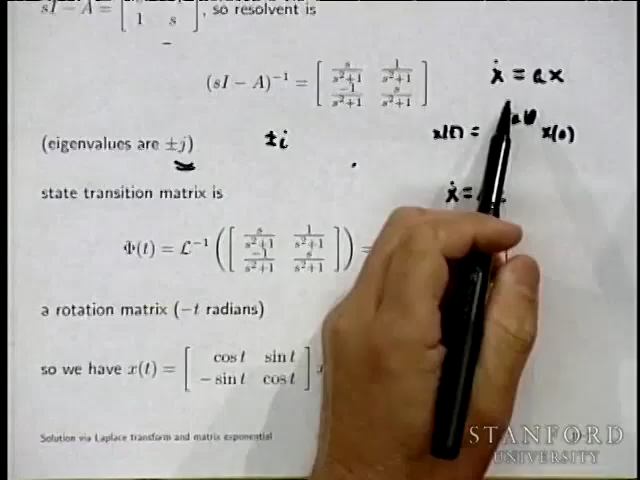 sI − A = [ ; 1 s ], so resolvent is
(sI − A)⁻¹ = [ s/(s²+1) 1/(s²+1) ; −1/(s²+1) s/(s²+1) ]
ẋ = ax
(eigenvalues are ±j) ±i
x(t) = x(0)
ẋ =
state transition matrix is
Φ(t) = ℒ⁻¹ ( [ s/(s²+1) 1/(s²+1) ; −1/(s²+1) s/(s²+1) ] ) =
a rotation matrix (−t radians)
so we have x(t) = [ cos t sin t ; − sin t cos t ]
Solution via Laplace transform and matrix exponential
STANFORD
UNIVERSITY